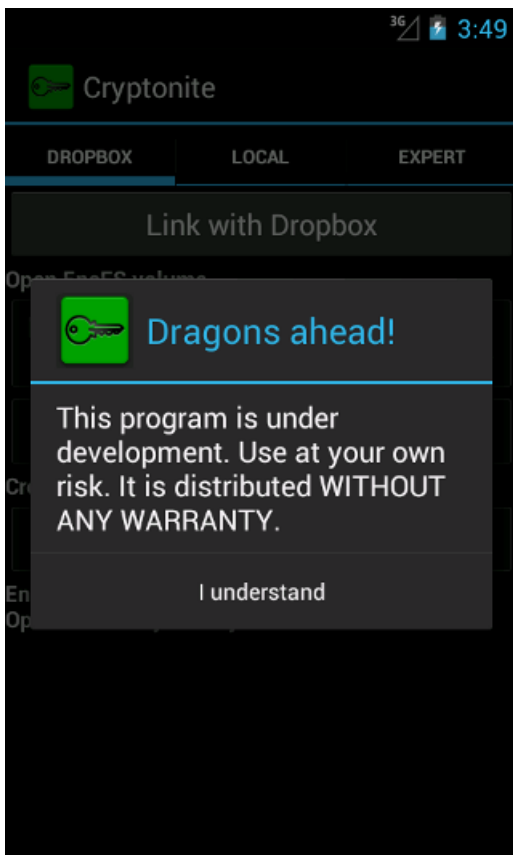 3G 3:49
Cryptonite
DROPBOX LOCAL EXPERT
Link with Dropbox
Dragons ahead!
This program is under
development. Use at your own
risk. It is distributed WITHOUT
ANY WARRANTY.
I understand